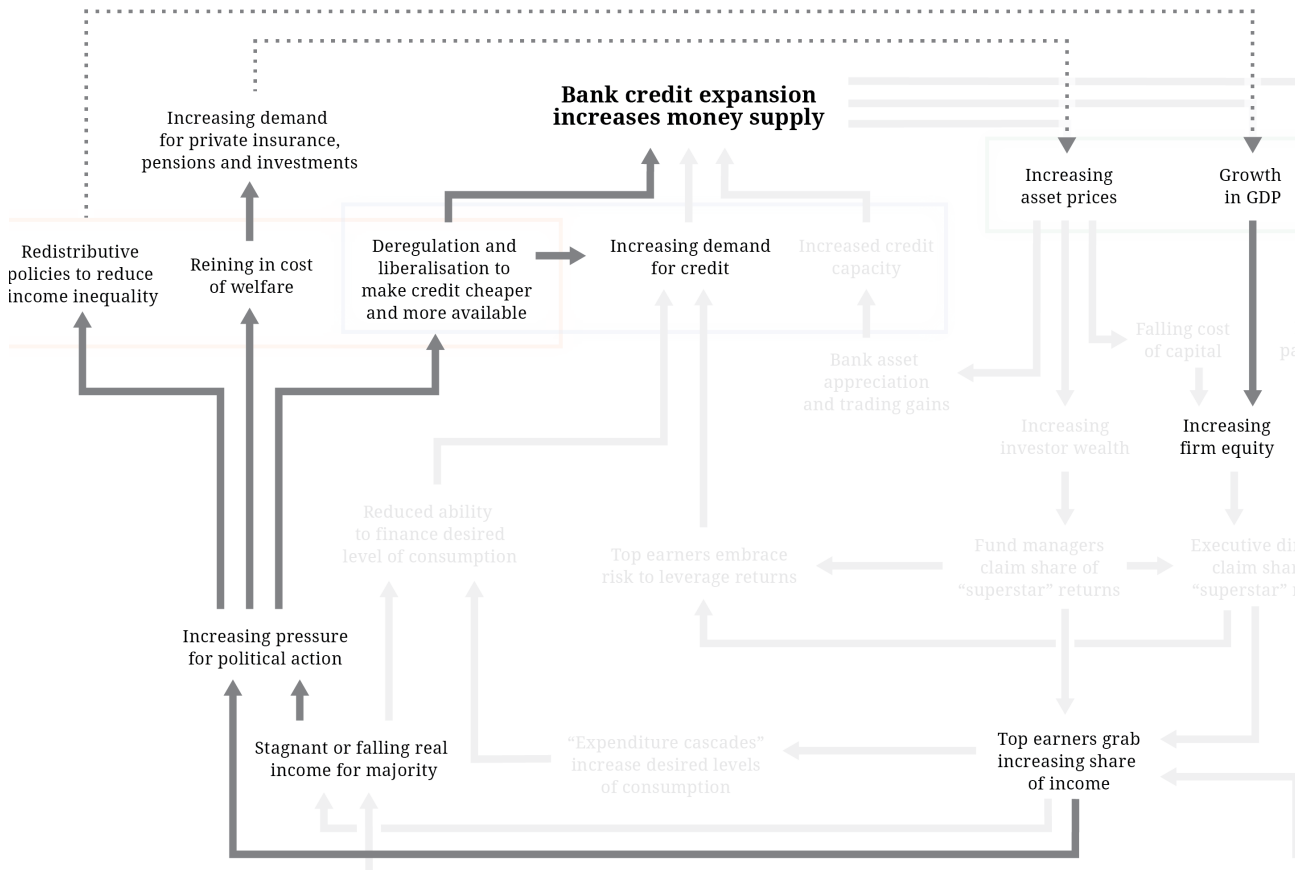 Bank credit expansion
increases money supply
Increasing demand
for private insurance,
pensions and investments
Increasing
asset prices
Growth
in GDP
Redistributive
policies to reduce
income inequality
Reining in cost
of welfare
Deregulation and
liberalisation to
make credit cheaper
and more available
Increasing demand
for credit
Increased credit
capacity
Falling cost
of capital
Bank asset
appreciation
and trading gains
Increasing
investor wealth
Increasing
firm equity
Reduced ability
to finance desired
level of consumption
Top earners embrace
risk to leverage returns
Fund managers
claim share of
“superstar” returns
Executive
claim
“superstar”
Increasing pressure
for political action
Stagnant or falling real
income for majority
“Expenditure cascades”
increase desired levels
of consumption
Top earners grab
increasing share
of income